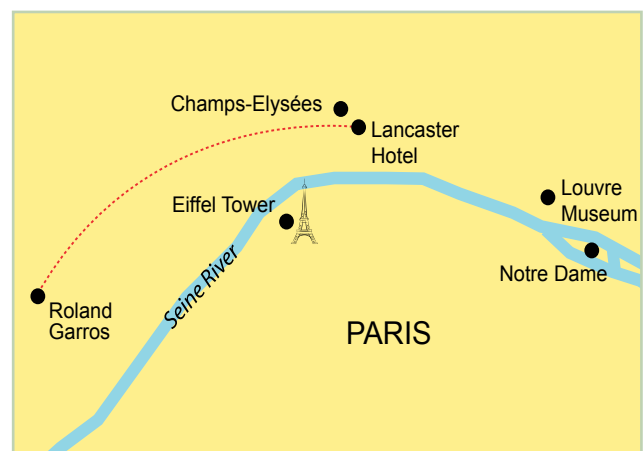 Champs-Elysées
Lancaster
Hotel
Eiffel Tower
Louvre
Museum
Seine River
Notre Dame
Roland
Garros
PARIS